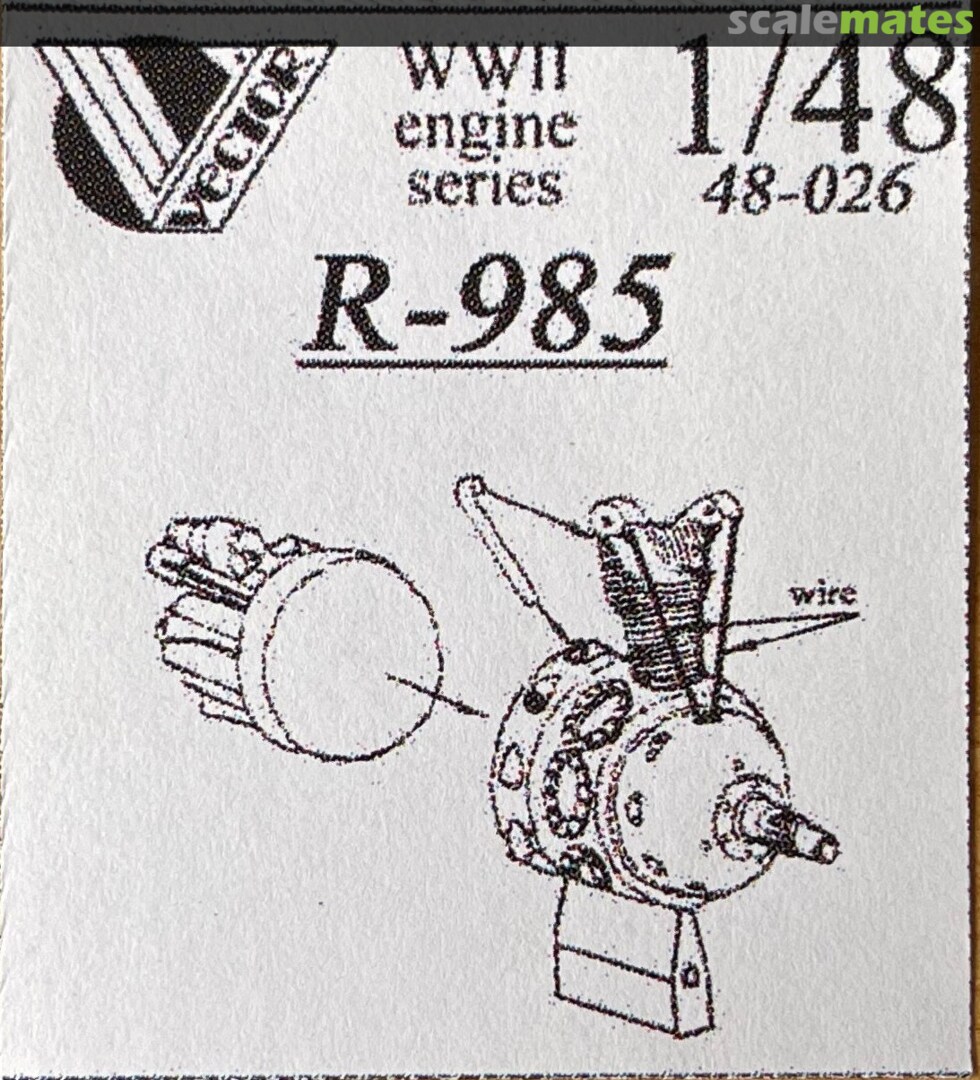 scalemates
VECTOR
WWII
engine
series
1/48
48-026
R-985
wire